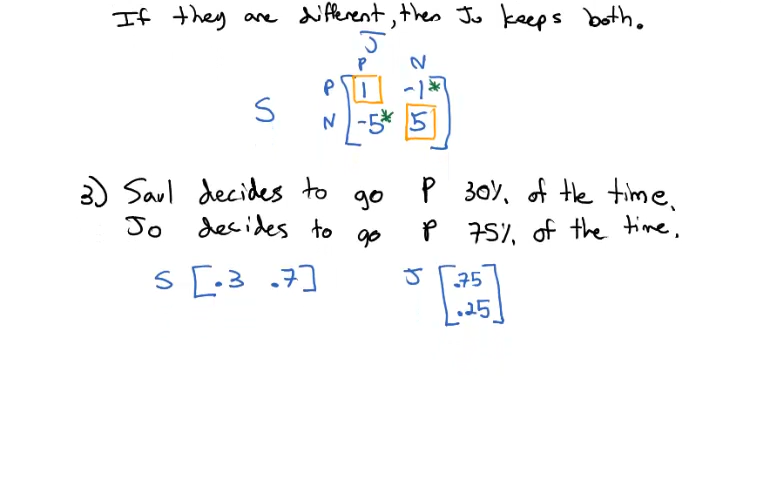 If they are different, then Jo keeps both.
J
P N
P 1 -1*
S
N -5* 5
3) Saul decides to go P 30% of the time.
Jo decides to go P 75% of the time.
S [.3 .7] J [.75
.25]